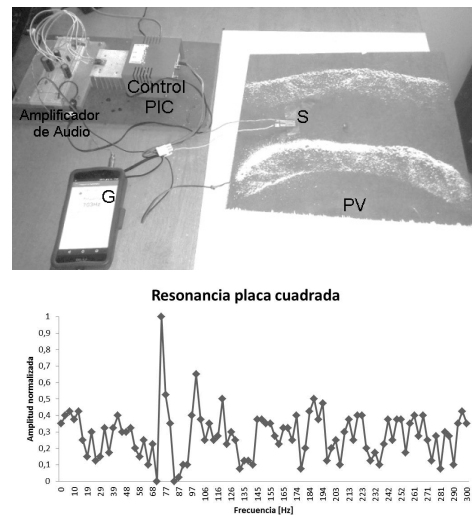 Control
PIC
Amplificador
de Audio
S
G
PV
Resonancia placa cuadrada
Amplitud normalizada
1
0,9
0,8
0,7
0,6
0,5
0,4
0,3
0,2
0,1
0
0 10 19 29 39 48 58 68 77 87 97 106 116 126 136 145 155 165 174 184 194 203 213 223 232 242 252 261 271 281 290 300
Frecuencia [Hz]